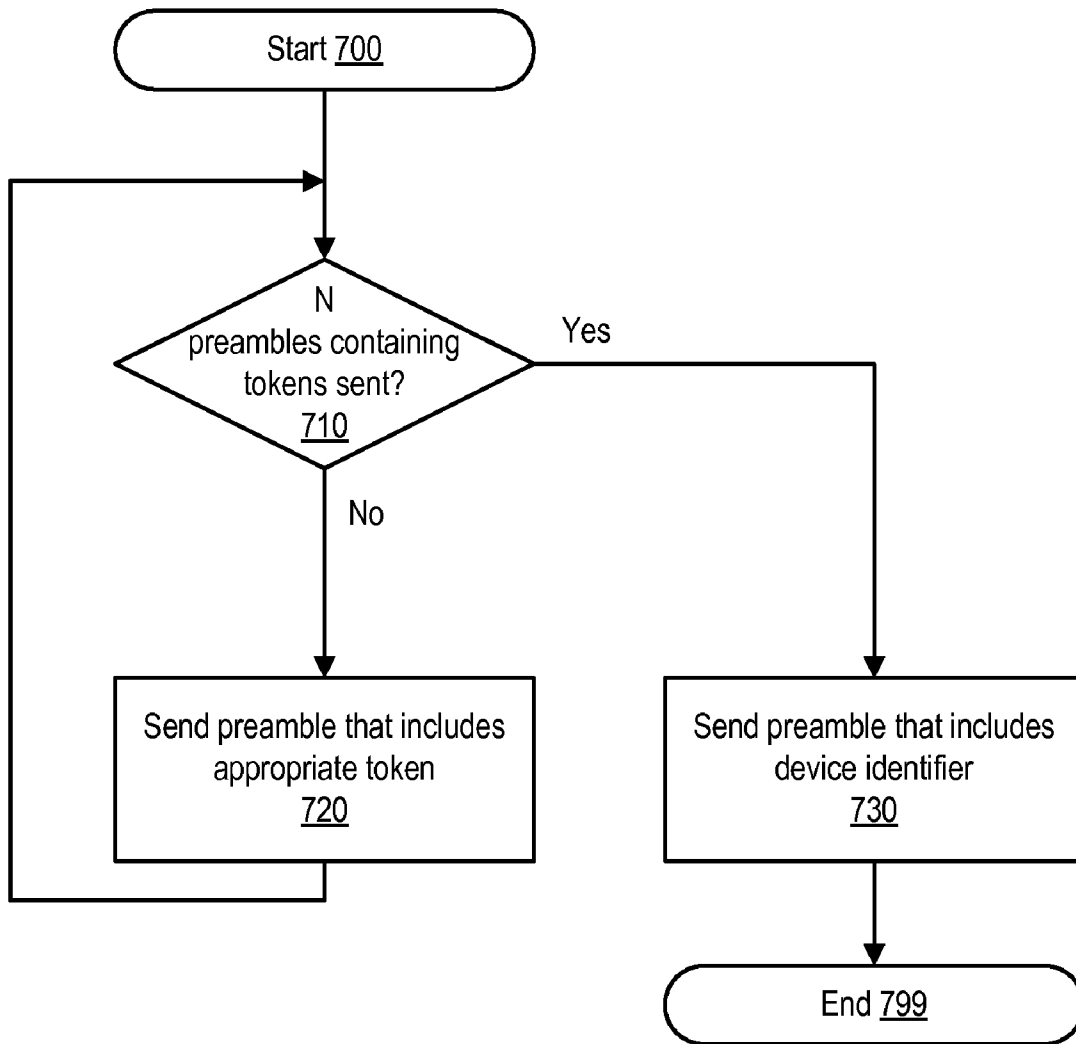 Start 700
N
preambles containing
tokens sent?
710
Yes
No
Send preamble that includes
appropriate token
720
Send preamble that includes
device identifier
730
End 799